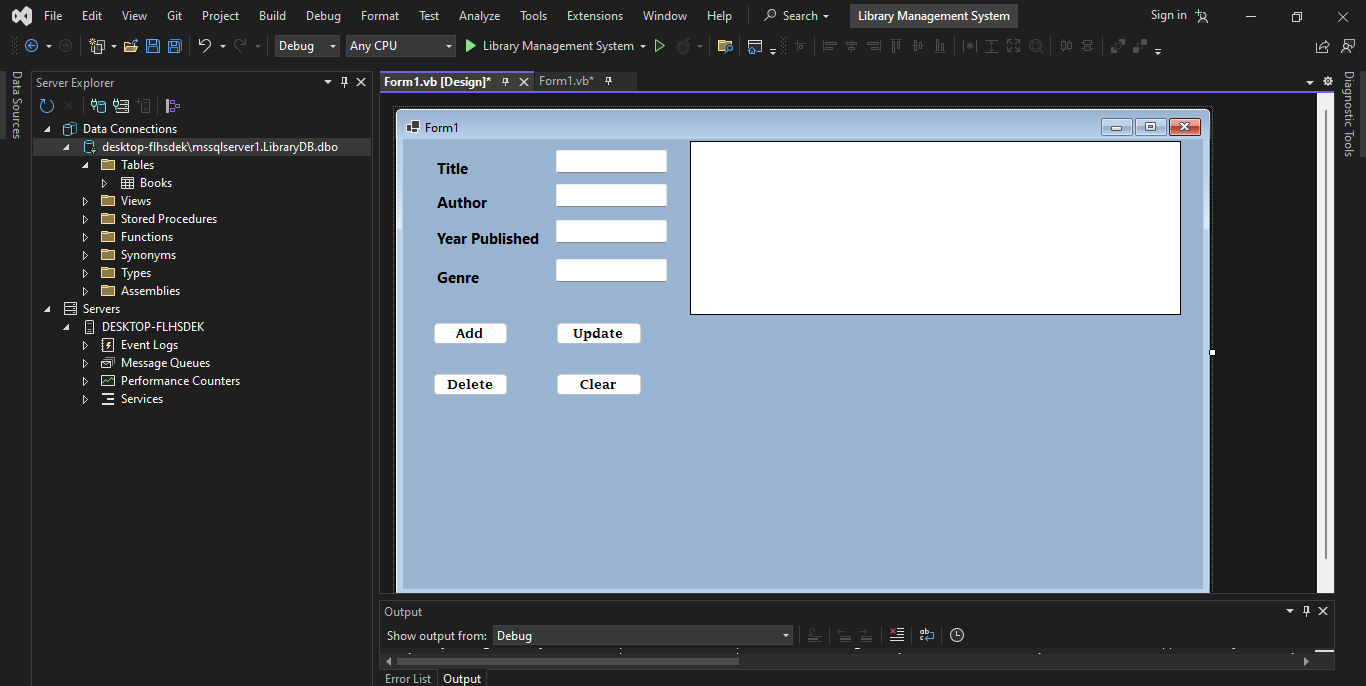 File Edit View Git Project Build Debug Format Test Analyze Tools Extensions Window Help Search Library Management System Sign in
Debug Any CPU Library Management System
Data Sources
Server Explorer
Data Connections
desktop-flhsdek\mssqlserver1.LibraryDB.dbo
Tables
Books
Views
Stored Procedures
Functions
Synonyms
Types
Assemblies
Servers
DESKTOP-FLHSDEK
Event Logs
Message Queues
Performance Counters
Services
Form1.vb [Design]* Form1.vb*
Form1
Title
Author
Year Published
Genre
Add Update
Delete Clear
Diagnostic Tools
Output
Show output from: Debug
Error List Output